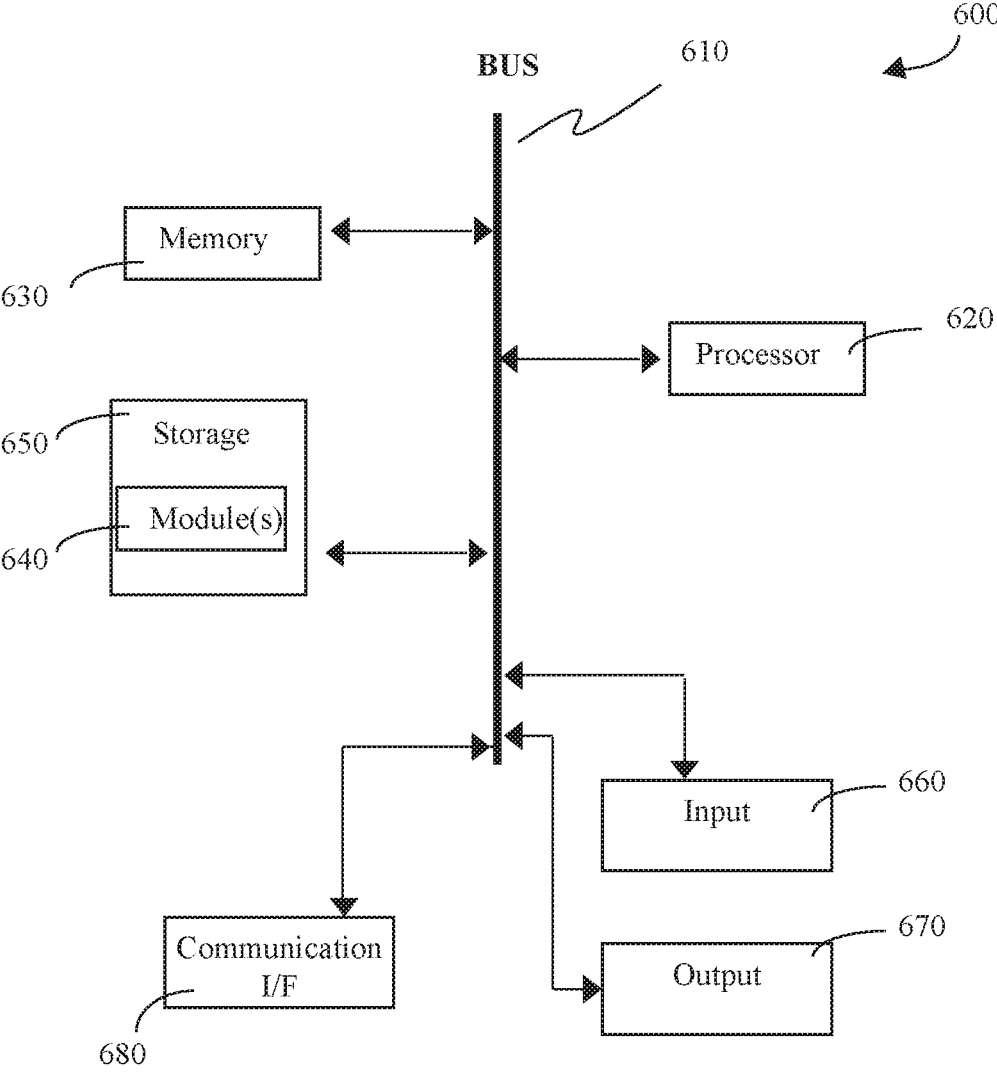 600
BUS
610
Memory
630
620
Processor
650
Storage
Module(s)
640
660
Input
670
Communication
I/F
Output
680